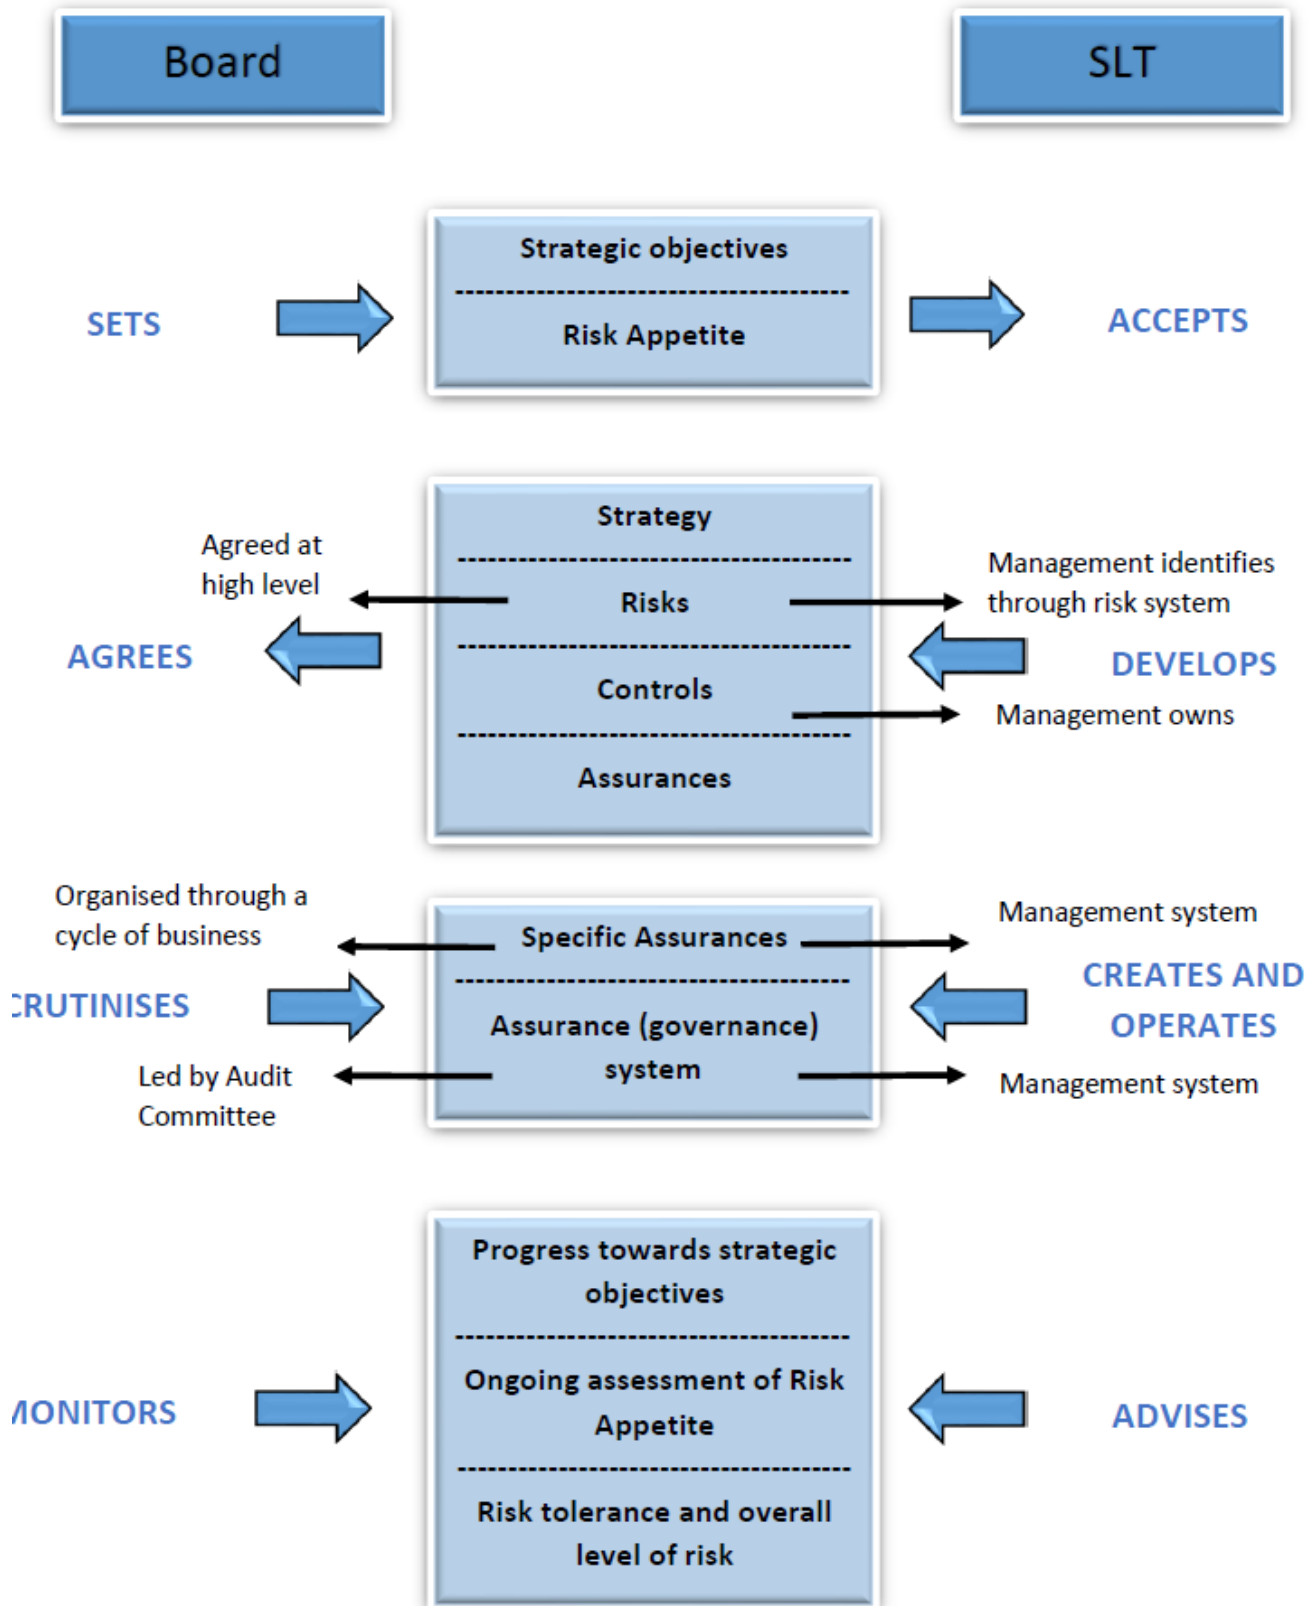 Board
SLT
Strategic objectives
Risk Appetite
SETS
ACCEPTS
Strategy
Agreed at
high level
Risks
Management identifies
through risk system
AGREES
DEVELOPS
Controls
Management owns
Assurances
Organised through a
cycle of business
Specific Assurances
Management system
CRUTINISES
CREATES AND
OPERATES
Assurance (governance)
system
Led by Audit
Committee
Management system
Progress towards strategic
objectives
MONITORS
Ongoing assessment of Risk
Appetite
ADVISES
Risk tolerance and overall
level of risk